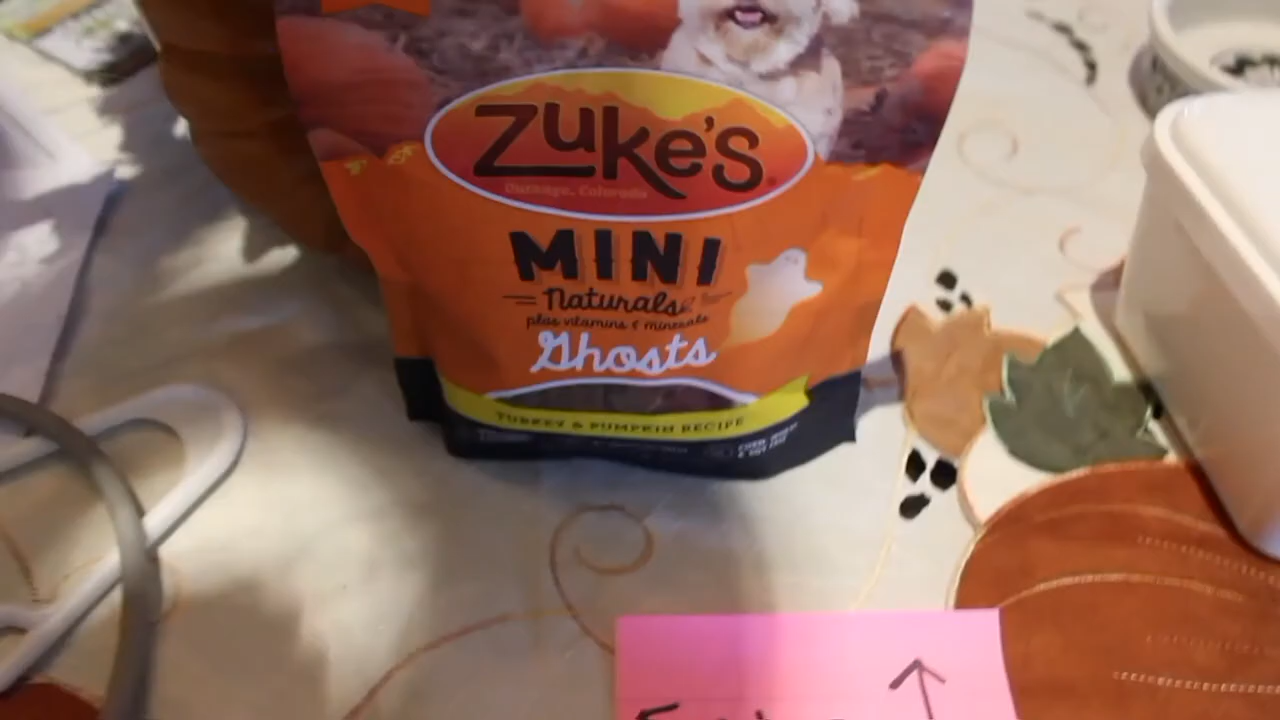 Zuke's
Durango, Colorado
MINI
Naturals
plus vitamins & minerals
Ghosts
TURKEY & PUMPKIN RECIPE